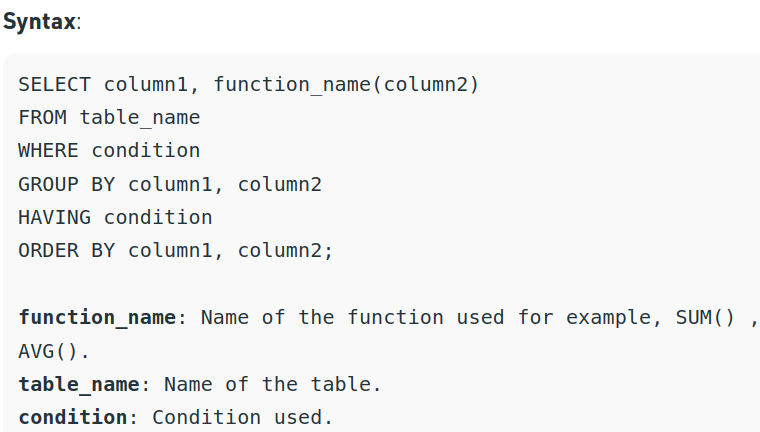 Syntax:
SELECT column1, function_name(column2)
FROM table_name
WHERE condition
GROUP BY column1, column2
HAVING condition
ORDER BY column1, column2;
function_name: Name of the function used for example, SUM() ,
AVG().
table_name: Name of the table.
condition: Condition used.